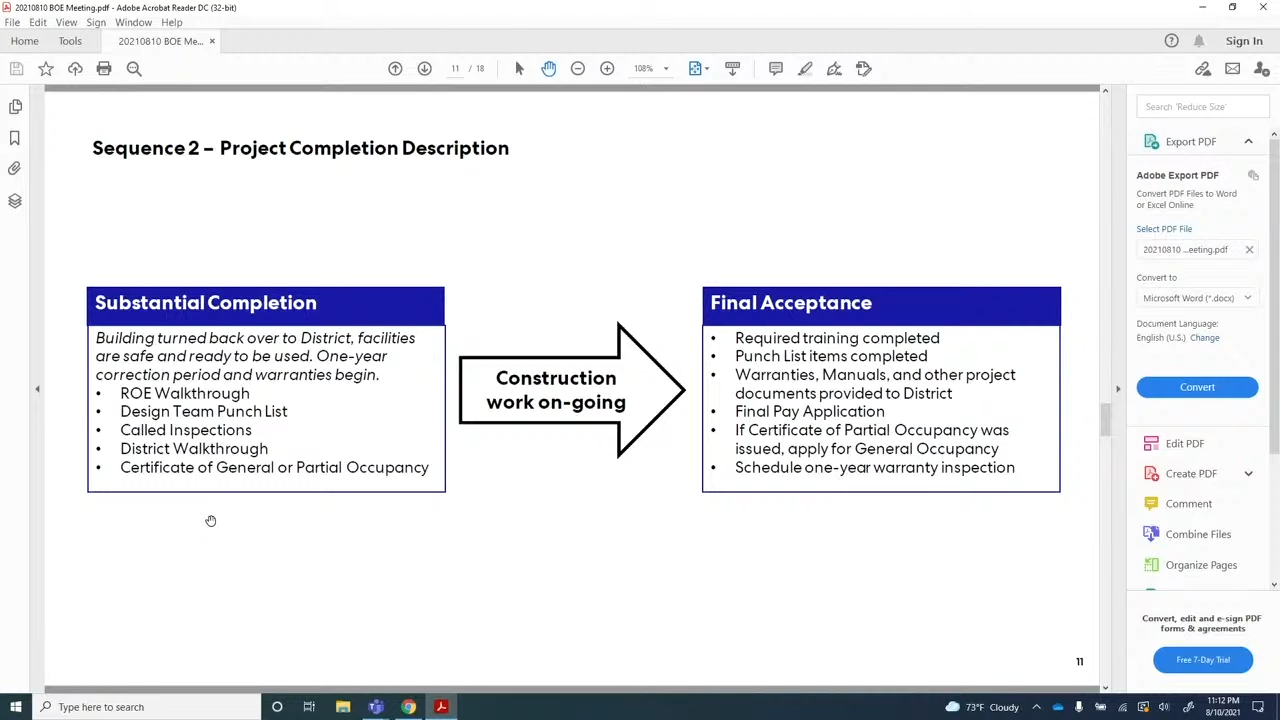 20210810 BOE Meeting.pdf - Adobe Acrobat Reader DC (32-bit)
File Edit View Sign Window Help
Home Tools 20210810 BOE Me... ×
Sign In
11 / 18 108%
Search 'Reduce Size'
Sequence 2 – Project Completion Description
Substantial Completion
Building turned back over to District, facilities
are safe and ready to be used. One-year
correction period and warranties begin.
• ROE Walkthrough
• Design Team Punch List
• Called Inspections
• District Walkthrough
• Certificate of General or Partial Occupancy
Construction
work on-going
Final Acceptance
• Required training completed
• Punch List items completed
• Warranties, Manuals, and other project
documents provided to District
• Final Pay Application
• If Certificate of Partial Occupancy was
issued, apply for General Occupancy
• Schedule one-year warranty inspection
11
Export PDF
Adobe Export PDF
Convert PDF Files to Word
or Excel Online
Select PDF File
20210810 ...eeting.pdf
Convert to
Microsoft Word (*.docx)
Document Language:
English (U.S.) Change
Convert
Edit PDF
Create PDF
Comment
Combine Files
Organize Pages
Convert, edit and e-sign PDF
forms & agreements
Free 7-Day Trial
Type here to search
73°F Cloudy
11:12 PM
8/10/2021